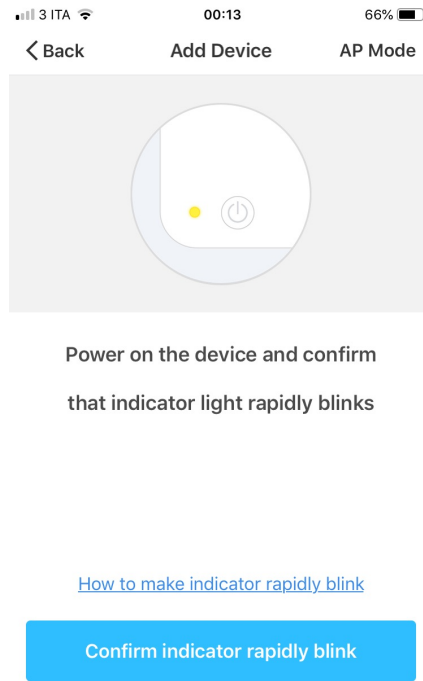 3 ITA 00:13 66%
Back Add Device AP Mode
Power on the device and confirm
that indicator light rapidly blinks
How to make indicator rapidly blink
Confirm indicator rapidly blink